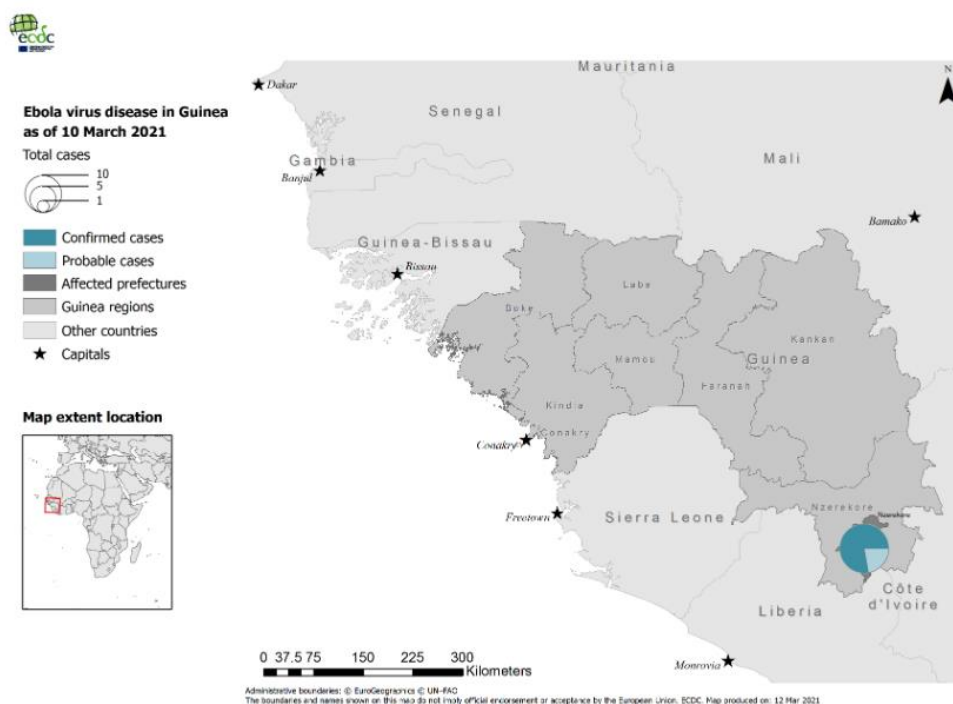 ecdc
Ebola virus disease in Guinea
as of 10 March 2021
Total cases
10
5
1
Confirmed cases
Probable cases
Affected prefectures
Guinea regions
Other countries
Capitals
Map extent location
N
Mauritania
Dakar
Senegal
Mali
Gambia
Banjul
Bamako
Guinea-Bissau
Bissau
Labe
Boke
Kankan
Mamou
Guinea
Faranah
Kindia
Conakry
Conakry
Nzerekore
Nzerekore
Freetown
Sierra Leone
Côte
d'Ivoire
Liberia
Monrovia
0 37.5 75 150 225 300
Kilometers
Administrative boundaries: © EuroGeographics © UN-FAO
The boundaries and names shown on this map do not imply official endorsement or acceptance by the European Union. ECDC. Map produced on: 12 Mar 2021